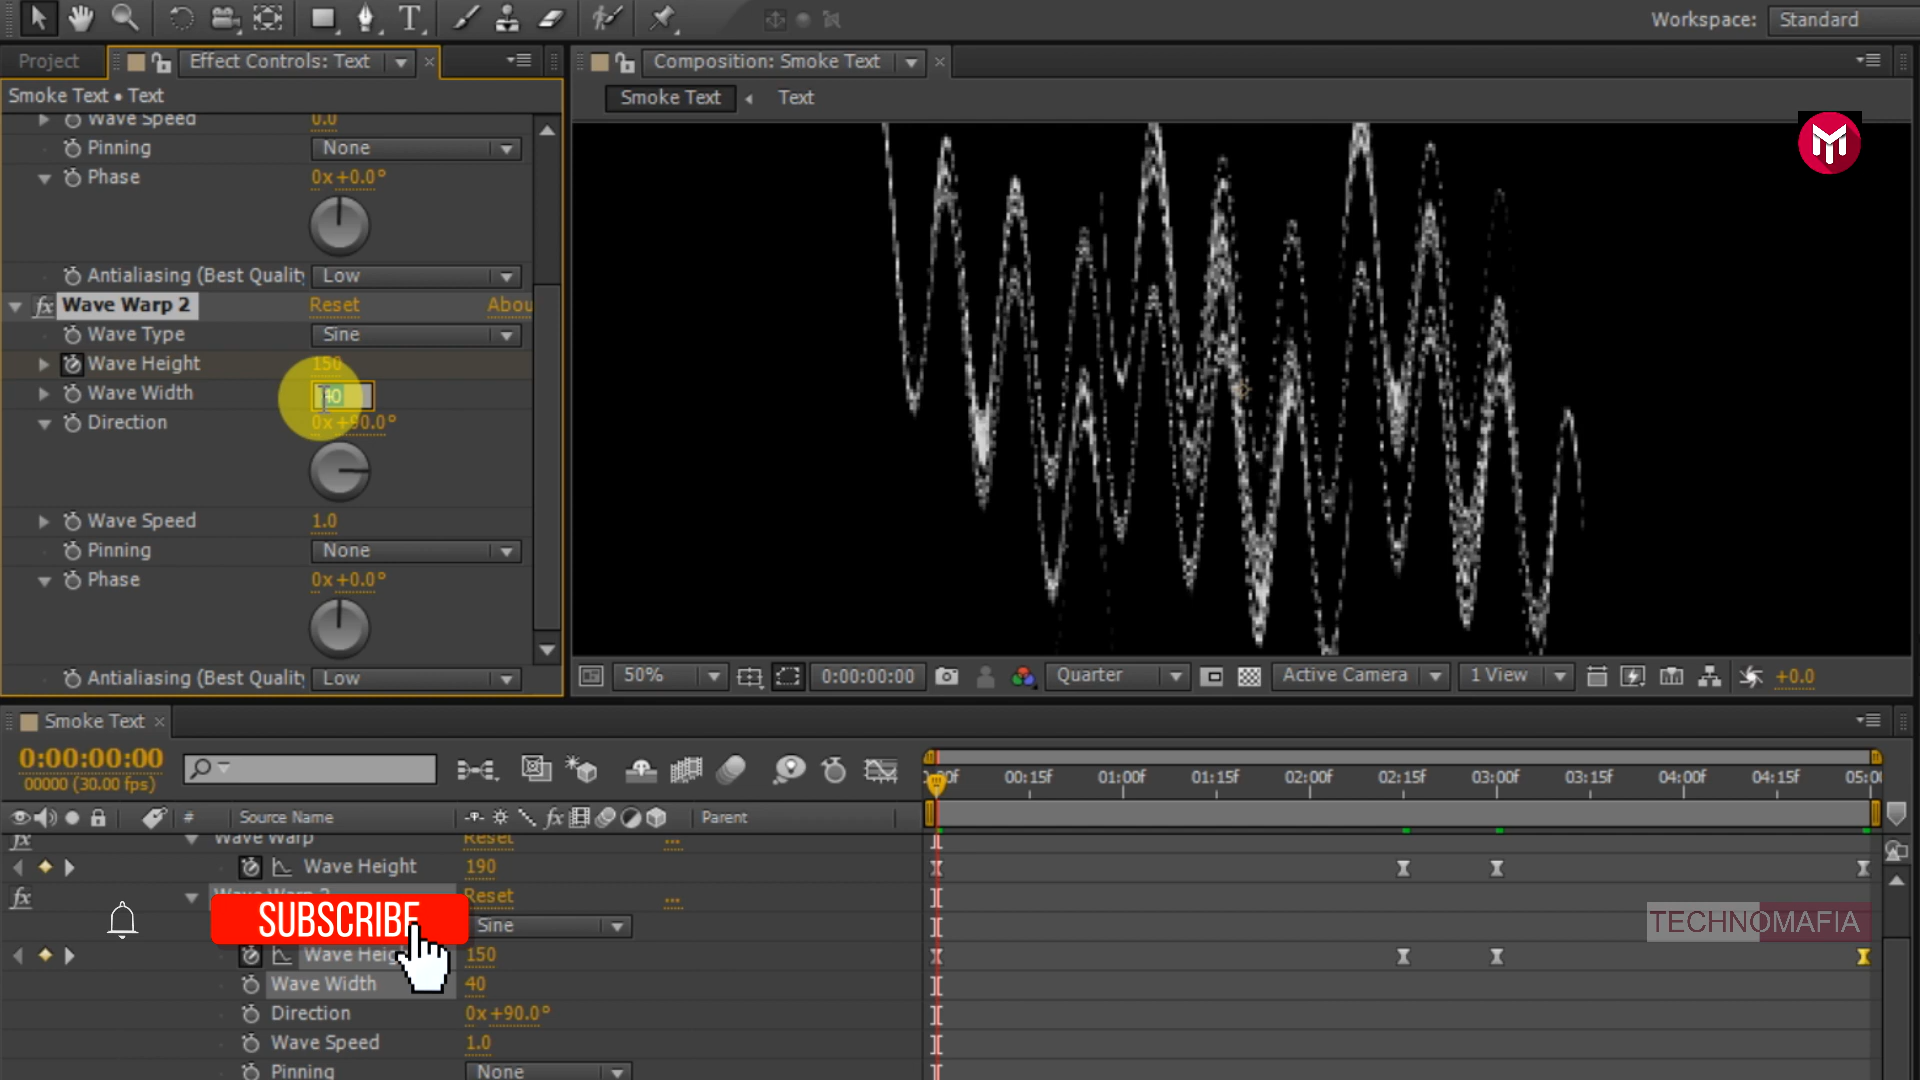 Workspace: Standard
Project
Effect Controls: Text
Composition: Smoke Text
Smoke Text • Text
Smoke Text
Text
Wave Speed 0.0
Pinning None
Phase 0x +0.0°
Antialiasing (Best Quality Low
fx Wave Warp 2 Reset Abou
Wave Type Sine
Wave Height 150
Wave Width 40
Direction 0x +90.0°
Wave Speed 1.0
Pinning None
Phase 0x +0.0°
Antialiasing (Best Quality Low
50% 0:00:00:00 Quarter Active Camera 1 View +0.0
Smoke Text
0:00:00:00
00000 (30.00 fps)
00:15f 01:00f 01:15f 02:00f 02:15f 03:00f 03:15f 04:00f 04:15f 05:0
# Source Name fx Parent
fx Wave Warp Reset ...
Wave Height 190
fx Wave Warp 2 Reset ...
SUBSCRIBE
Sine
TECHNOMAFIA
Wave Heig 150
Wave Width 40
Direction 0x +90.0°
Wave Speed 1.0
Pinning None